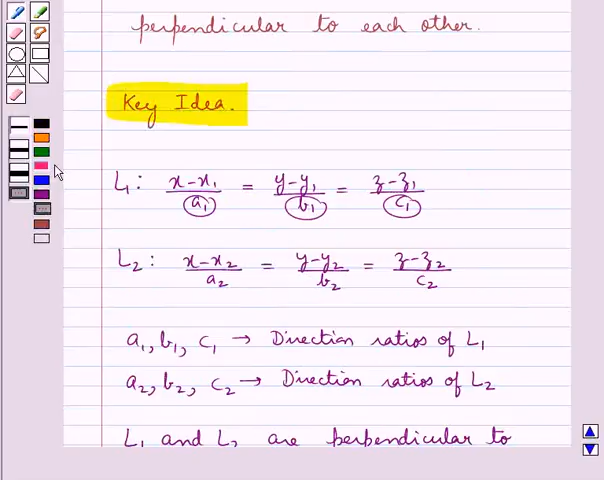 perpendicular to each other.
Key Idea.
L₁: x-x₁/a₁ = y-y₁/b₁ = z-z₁/c₁
L₂: x-x₂/a₂ = y-y₂/b₂ = z-z₂/c₂
a₁, b₁, c₁ → Direction ratios of L₁
a₂, b₂, c₂ → Direction ratios of L₂
L₁ and L₂ are perpendicular to